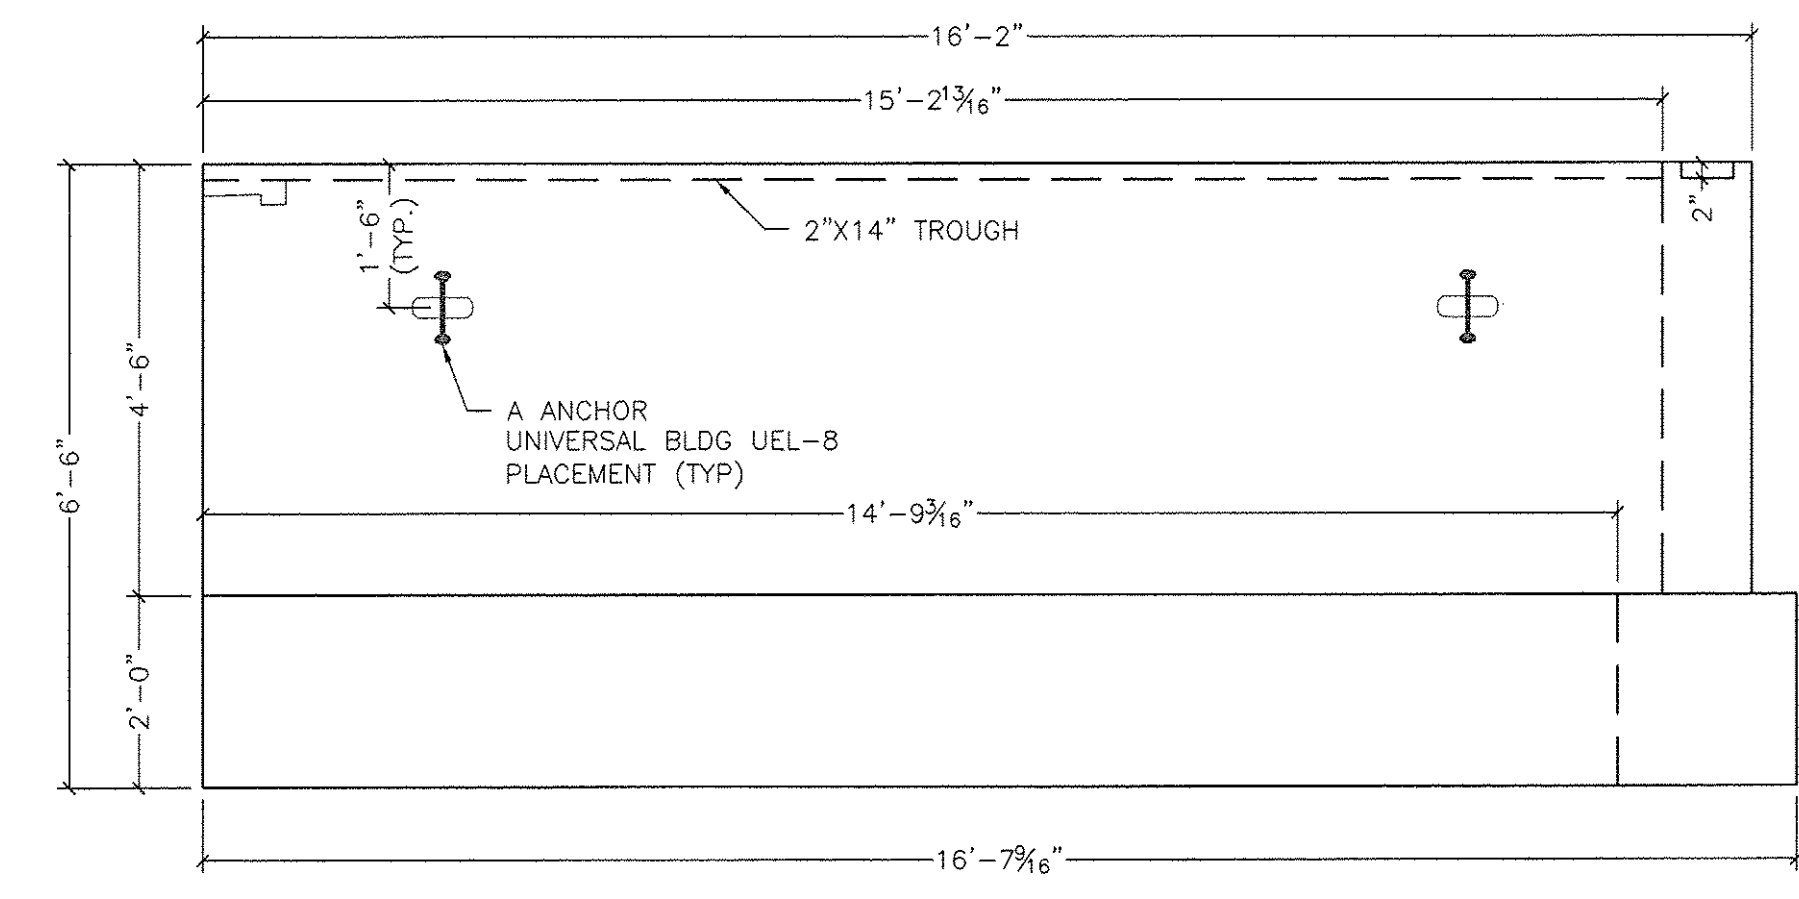 16'-2"
15'-2 13/16"
2"
1'-6"
(TYP.)
2"X14" TROUGH
4'-6"
6'-6"
A ANCHOR
UNIVERSAL BLDG UEL-8
PLACEMENT (TYP)
14'-9 3/16"
2'-0"
16'-7 9/16"